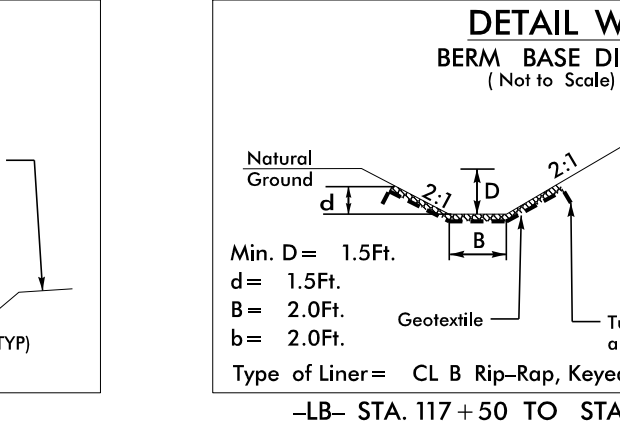 TYP)
DETAIL W
BERM BASE
( Not to Scale)
Natural
Ground
2:1
2:1
d
D
B
Min. D = 1.5Ft.
d = 1.5Ft.
B = 2.0Ft.
b = 2.0Ft.
Geotextile
a
Type of Liner = CL B Rip-Rap, Keyed
-LB- STA. 117 + 50 TO STA